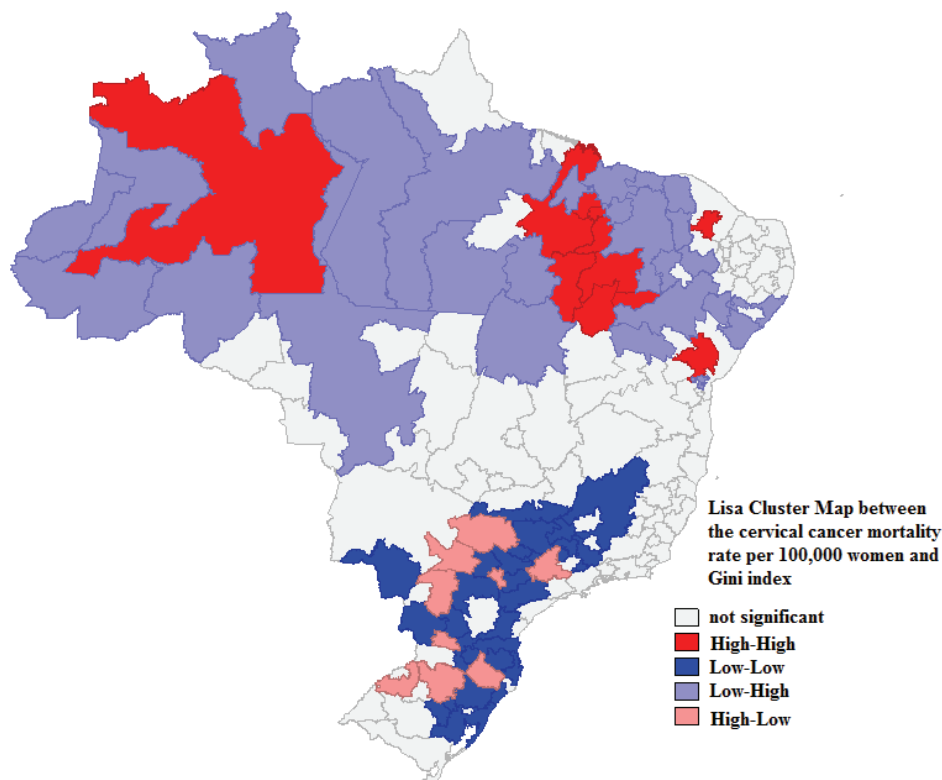 Lisa Cluster Map between
the cervical cancer mortality
rate per 100,000 women and
Gini index
not significant
High-High
Low-Low
Low-High
High-Low